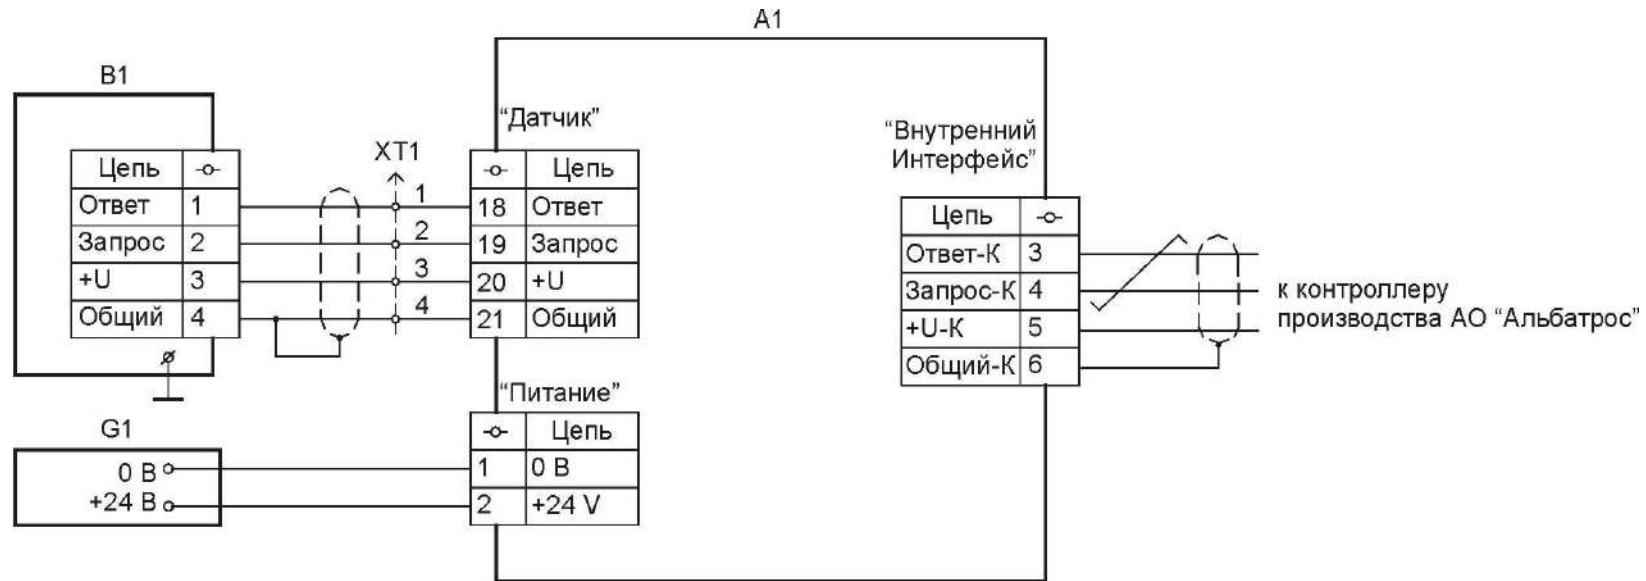 A1
B1
“Датчик”
“Внутренний
Интерфейс”
XT1
Цепь
Ответ 1
Запрос 2
+U 3
Общий 4
1
2
3
4
Цепь
18 Ответ
19 Запрос
20 +U
21 Общий
Цепь
Ответ-К 3
Запрос-К 4
+U-К 5
Общий-К 6
к контроллеру
производства АО “Альбатрос”
“Питание”
G1
0 В
+24 В
Цепь
1 0 В
2 +24 V